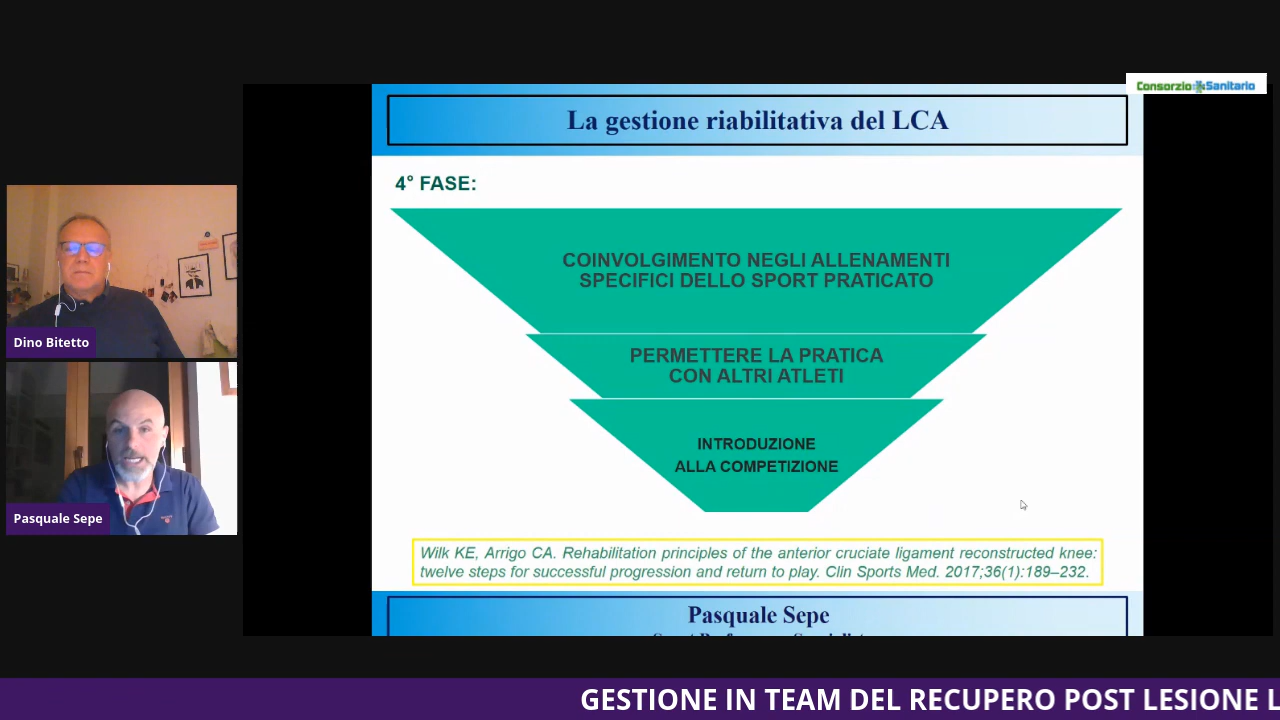 Consorzio Sanitario
La gestione riabilitativa del LCA
4° FASE:
COINVOLGIMENTO NEGLI ALLENAMENTI
SPECIFICI DELLO SPORT PRATICATO
PERMETTERE LA PRATICA
CON ALTRI ATLETI
INTRODUZIONE
ALLA COMPETIZIONE
Wilk KE, Arrigo CA. Rehabilitation principles of the anterior cruciate ligament reconstructed knee:
twelve steps for successful progression and return to play. Clin Sports Med. 2017;36(1):189–232.
Pasquale Sepe
Dino Bitetto
Pasquale Sepe
GESTIONE IN TEAM DEL RECUPERO POST LESIONE L